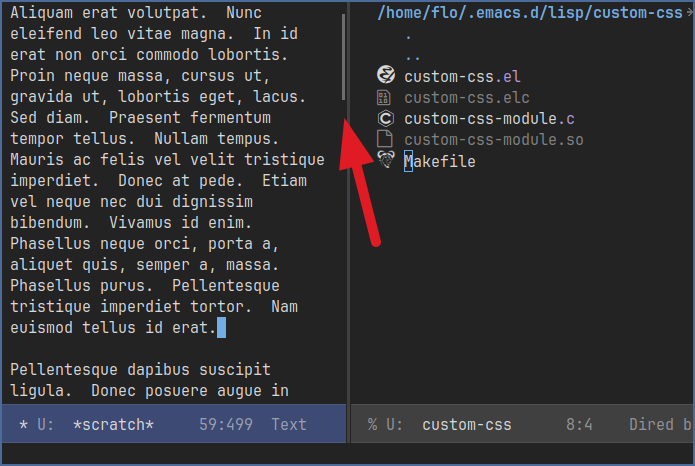 Aliquam erat volutpat.  Nunc
eleifend leo vitae magna.  In id
erat non orci commodo lobortis.
Proin neque massa, cursus ut,
gravida ut, lobortis eget, lacus.
Sed diam.  Praesent fermentum
tempor tellus.  Nullam tempus.
Mauris ac felis vel velit tristique
imperdiet.  Donec at pede.  Etiam
vel neque nec dui dignissim
bibendum.  Vivamus id enim.
Phasellus neque orci, porta a,
aliquet quis, semper a, massa.
Phasellus purus.  Pellentesque
tristique imperdiet tortor.  Nam
euismod tellus id erat.
Pellentesque dapibus suscipit
ligula.  Donec posuere augue in
* U:  *scratch*     59:499  Text
/home/flo/.emacs.d/lisp/custom-css
.
..
custom-css.el
custom-css.elc
custom-css-module.c
custom-css-module.so
Makefile
% U:  custom-css      8:4    Dired b